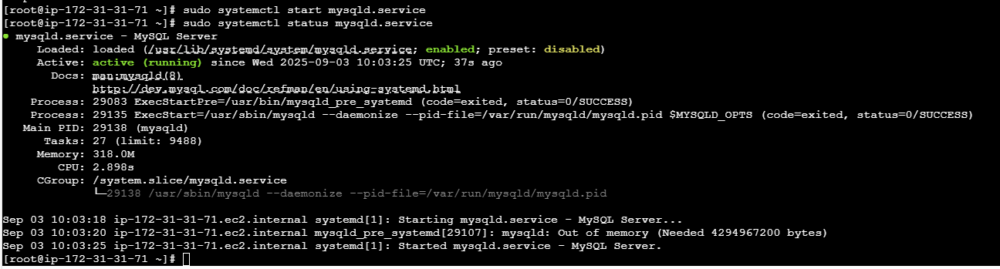 [root@ip-172-31-31-71 ~]# sudo systemctl start mysqld.service
[root@ip-172-31-31-71 ~]# sudo systemctl status mysqld.service
● mysqld.service - MySQL Server
Loaded: loaded (/usr/lib/systemd/system/mysqld.service; enabled; preset: disabled)
Active: active (running) since Wed 2025-09-03 10:03:25 UTC; 37s ago
Docs: man:mysqld(8)
http://dev.mysql.com/doc/refman/en/using-systemd.html
Process: 29083 ExecStartPre=/usr/bin/mysqld_pre_systemd (code=exited, status=0/SUCCESS)
Process: 29135 ExecStart=/usr/sbin/mysqld --daemonize --pid-file=/var/run/mysqld/mysqld.pid $MYSQLD_OPTS (code=exited, status=0/SUCCESS)
Main PID: 29138 (mysqld)
Tasks: 27 (limit: 9488)
Memory: 318.0M
CPU: 2.898s
CGroup: /system.slice/mysqld.service
└─29138 /usr/sbin/mysqld --daemonize --pid-file=/var/run/mysqld/mysqld.pid
Sep 03 10:03:18 ip-172-31-31-71.ec2.internal systemd[1]: Starting mysqld.service - MySQL Server...
Sep 03 10:03:20 ip-172-31-31-71.ec2.internal mysqld_pre_systemd[29107]: mysqld: Out of memory (Needed 4294967200 bytes)
Sep 03 10:03:25 ip-172-31-31-71.ec2.internal systemd[1]: Started mysqld.service - MySQL Server.
[root@ip-172-31-31-71 ~]#